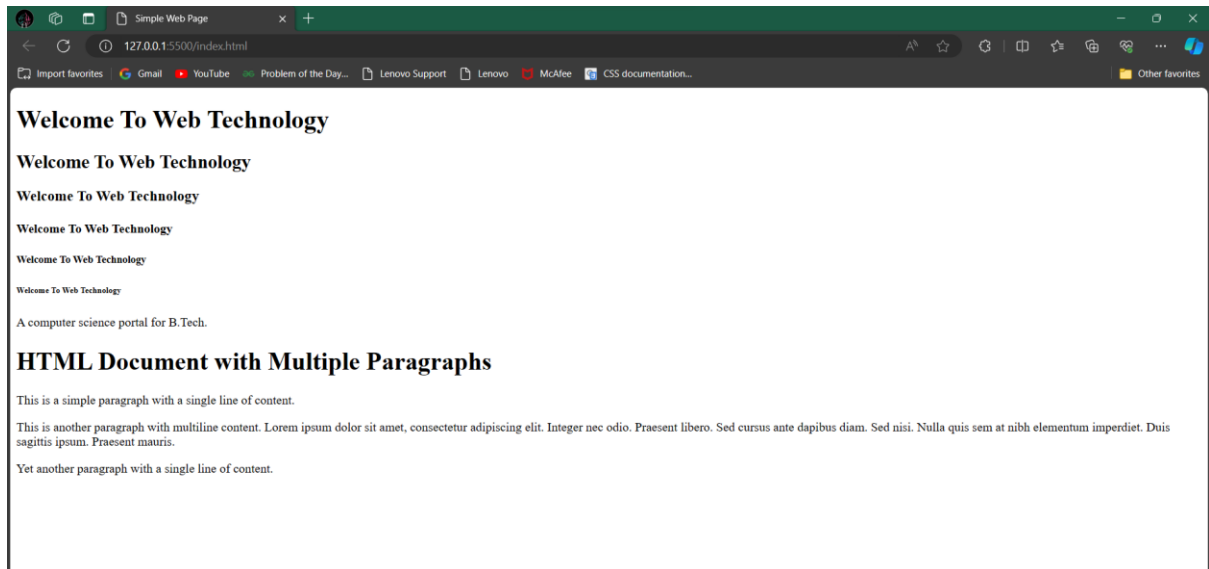 Simple Web Page
127.0.0.1:5500/index.html
Import favorites Gmail YouTube Problem of the Day... Lenovo Support Lenovo McAfee CSS documentation... Other favorites
Welcome To Web Technology
Welcome To Web Technology
Welcome To Web Technology
Welcome To Web Technology
Welcome To Web Technology
Welcome To Web Technology
A computer science portal for B.Tech.
HTML Document with Multiple Paragraphs
This is a simple paragraph with a single line of content.
This is another paragraph with multiline content. Lorem ipsum dolor sit amet, consectetur adipiscing elit. Integer nec odio. Praesent libero. Sed cursus ante dapibus diam. Sed nisi. Nulla quis sem at nibh elementum imperdiet. Duis
sagittis ipsum. Praesent mauris.
Yet another paragraph with a single line of content.